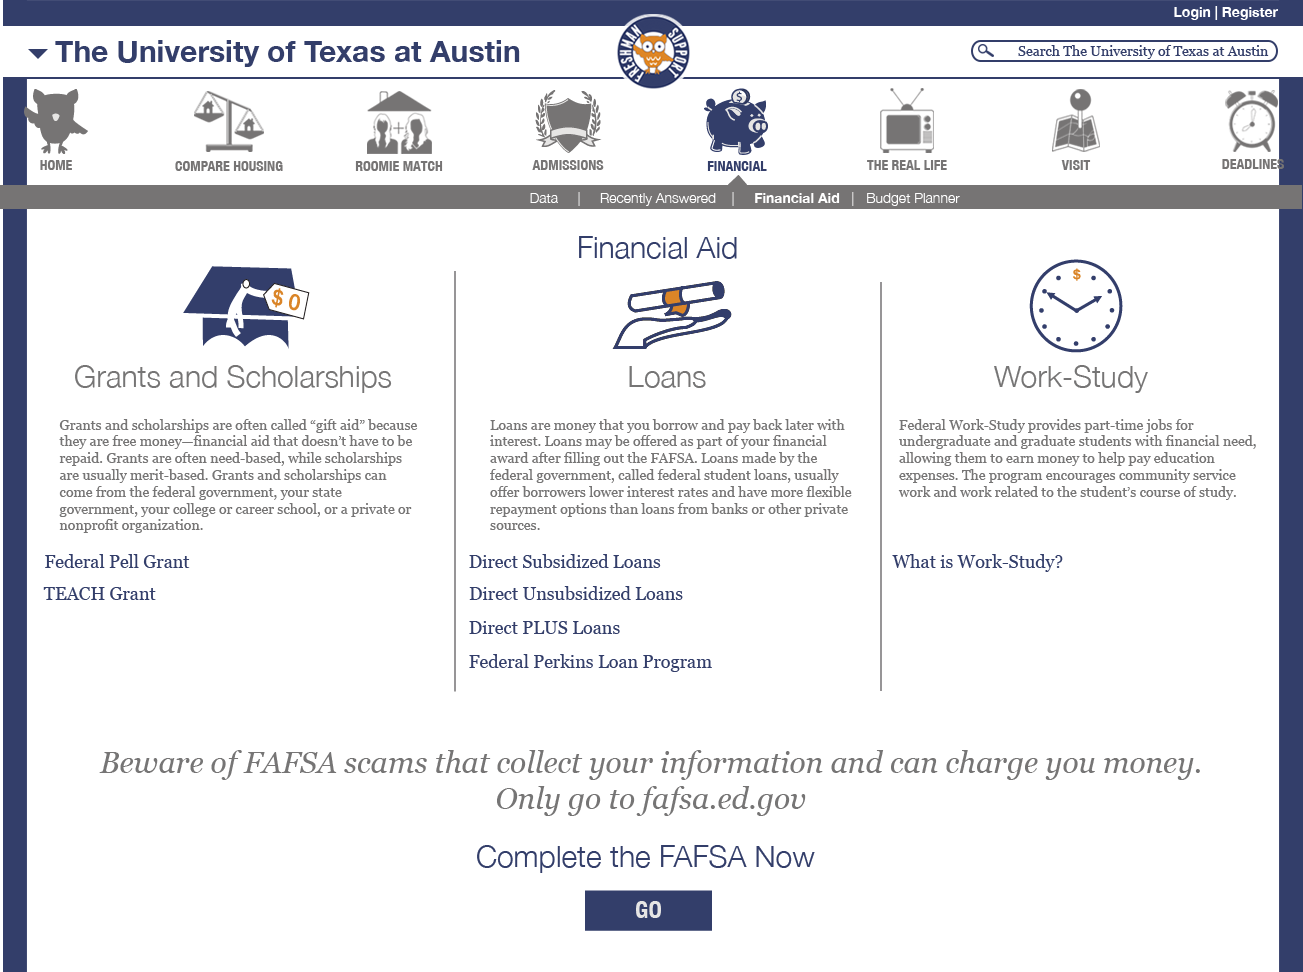 Login | Register
The University of Texas at Austin
FRESHMAN SUPPORT
Search The University of Texas at Austin
$
HOME
COMPARE HOUSING
ROOMIE MATCH
ADMISSIONS
FINANCIAL
THE REAL LIFE
VISIT
DEADLINES
Data | Recently Answered | Financial Aid | Budget Planner
Financial Aid
$ 0
Grants and Scholarships
Grants and scholarships are often called “gift aid” because
they are free money—financial aid that doesn’t have to be
repaid. Grants are often need-based, while scholarships
are usually merit-based. Grants and scholarships can
come from the federal government, your state
government, your college or career school, or a private or
nonprofit organization.
Federal Pell Grant
TEACH Grant
Loans
Loans are money that you borrow and pay back later with
interest. Loans may be offered as part of your financial
award after filling out the FAFSA. Loans made by the
federal government, called federal student loans, usually
offer borrowers lower interest rates and have more flexible
repayment options than loans from banks or other private
sources.
Direct Subsidized Loans
Direct Unsubsidized Loans
Direct PLUS Loans
Federal Perkins Loan Program
$
Work-Study
Federal Work-Study provides part-time jobs for
undergraduate and graduate students with financial need,
allowing them to earn money to help pay education
expenses. The program encourages community service
work and work related to the student’s course of study.
What is Work-Study?
Beware of FAFSA scams that collect your information and can charge you money.
Only go to fafsa.ed.gov
Complete the FAFSA Now
GO